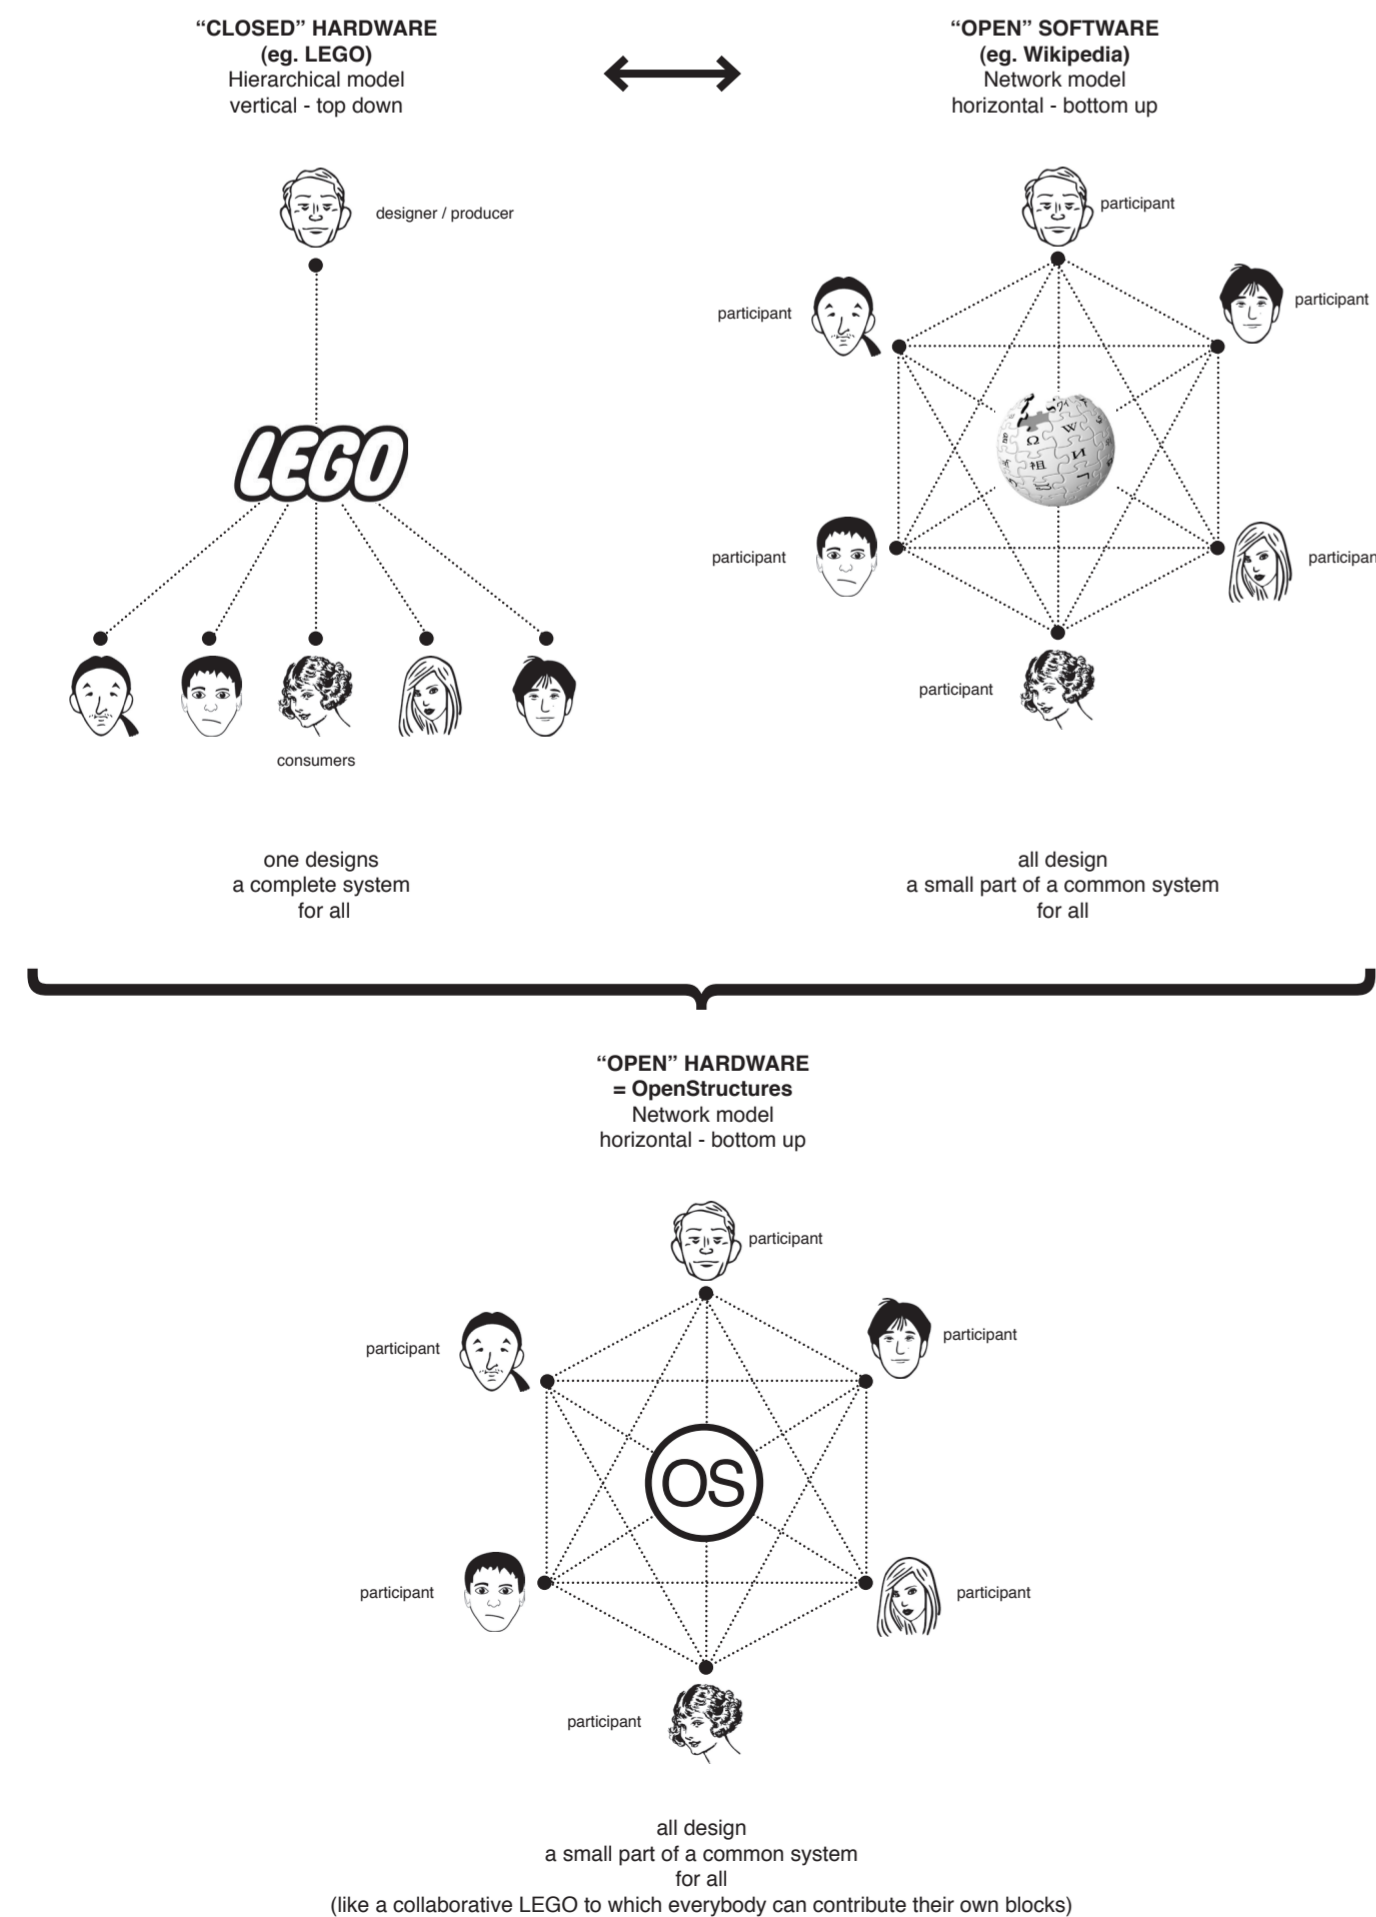 “CLOSED” HARDWARE
(eg. LEGO)
Hierarchical model
vertical - top down
“OPEN” SOFTWARE
(eg. Wikipedia)
Network model
horizontal - bottom up
designer / producer
LEGO
consumers
participant
participant
participant
Ω
W
И
祖
participant
participan
participant
one designs
a complete system
for all
all design
a small part of a common system
for all
“OPEN” HARDWARE
= OpenStructures
Network model
horizontal - bottom up
participant
participant
participant
OS
participant
participant
participant
all design
a small part of a common system
for all
(like a collaborative LEGO to which everybody can contribute their own blocks)